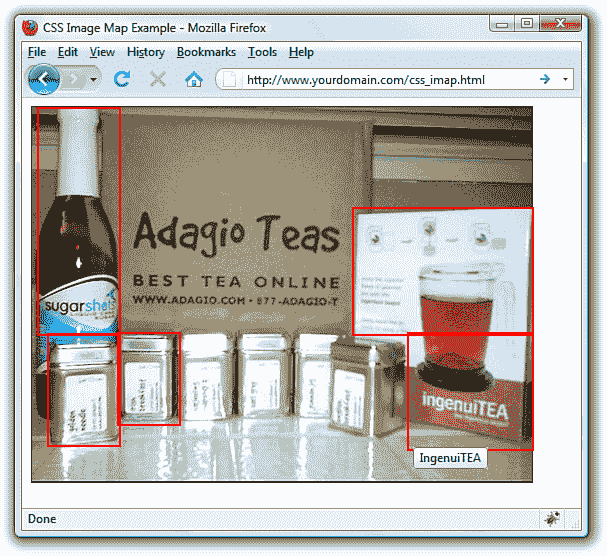 CSS Image Map Example - Mozilla Firefox
File Edit View History Bookmarks Tools Help
http://www.yourdomain.com/css_imap.html
Adagio Teas
BEST TEA ONLINE
WWW.ADAGIO.COM • 877-ADAGIO-T
sugarshots
ingenuiTEA
IngenuiTEA
Done